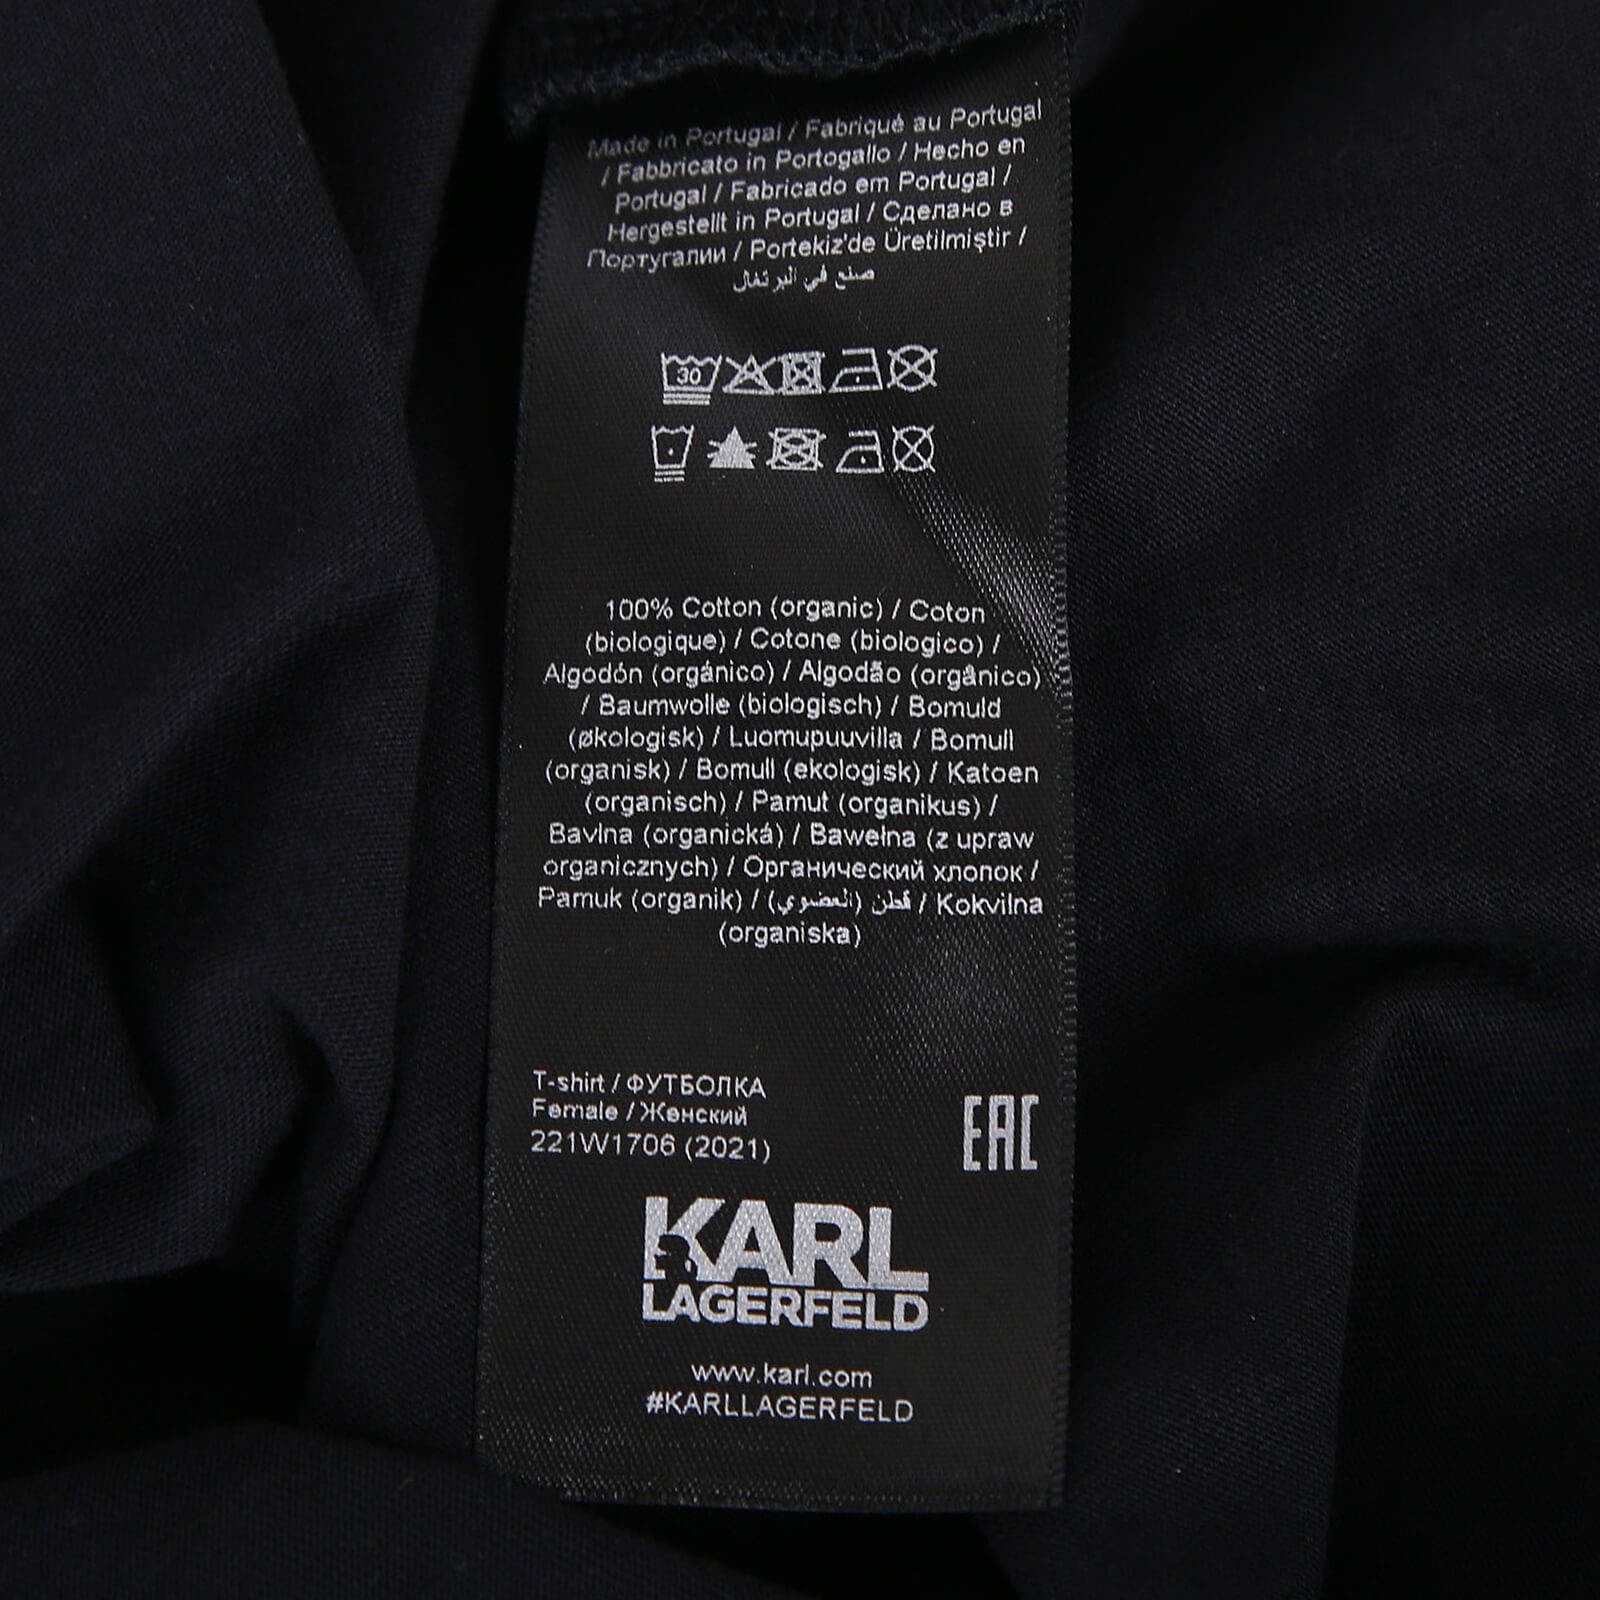 Made in Portugal / Fabriqué au Portugal
/ Fabbricato in Portogallo / Hecho en
Portugal / Fabricado em Portugal /
Hergestellt in Portugal / Сделано в
Португалии / Portekiz'de Üretilmiştir /
صنع في البرتغال
30
100% Cotton (organic) / Coton
(biologique) / Cotone (biologico) /
Algodón (orgánico) / Algodão (orgânico)
/ Baumwolle (biologisch) / Bomuld
(økologisk) / Luomupuuvilla / Bomull
(organisk) / Bomull (ekologisk) / Katoen
(organisch) / Pamut (organikus) /
Bavlna (organická) / Bawełna (z upraw
organicznych) / Органический хлопок /
Pamuk (organik) / قطن (العضوي) / Kokvilna
(organiska)
T-shirt / ФУТБОЛКА
Female / Женский
221W1706 (2021)
EAC
KARL
LAGERFELD
www.karl.com
#KARLLAGERFELD